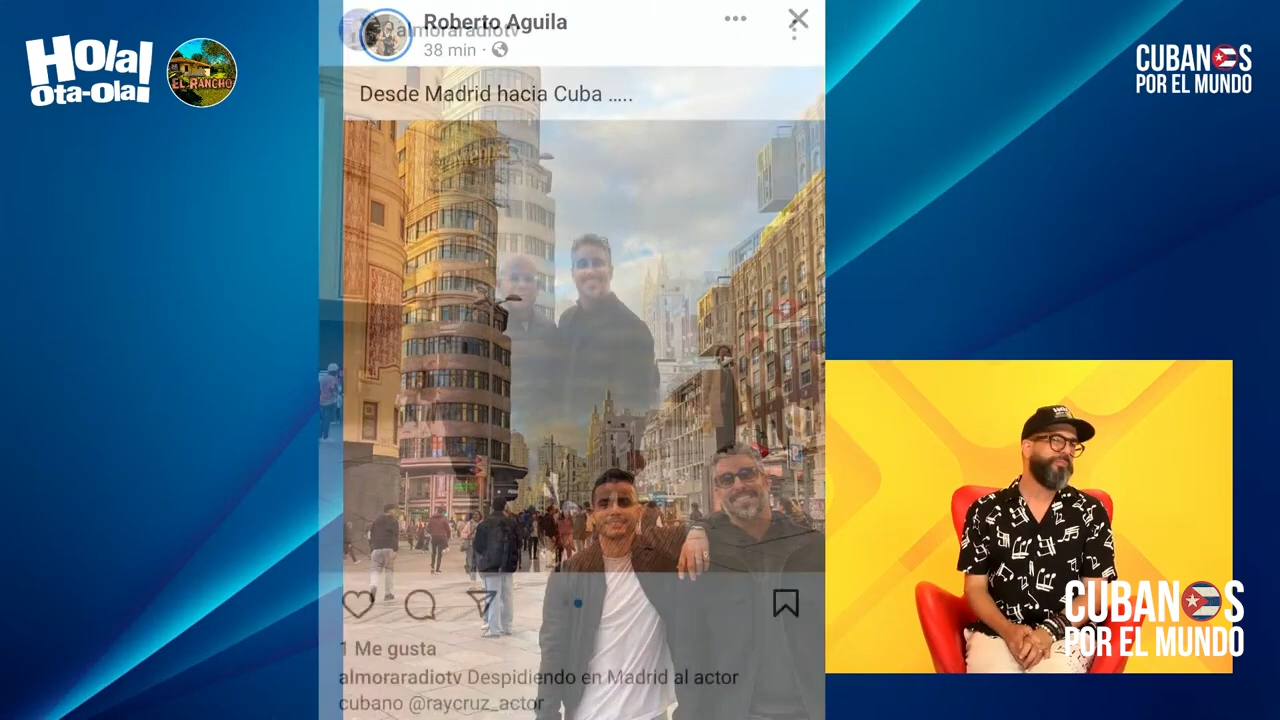 Hola!
Ota-Ola!
EL RANCHO
almoraradiotv
Roberto Aguila
38 min ·
Desde Madrid hacia Cuba .....
1 Me gusta
almoraradiotv Despidiendo en Madrid al actor
cubano @raycruz_actor
CUBANOS
POR EL MUNDO
CUBANOS
POR EL MUNDO